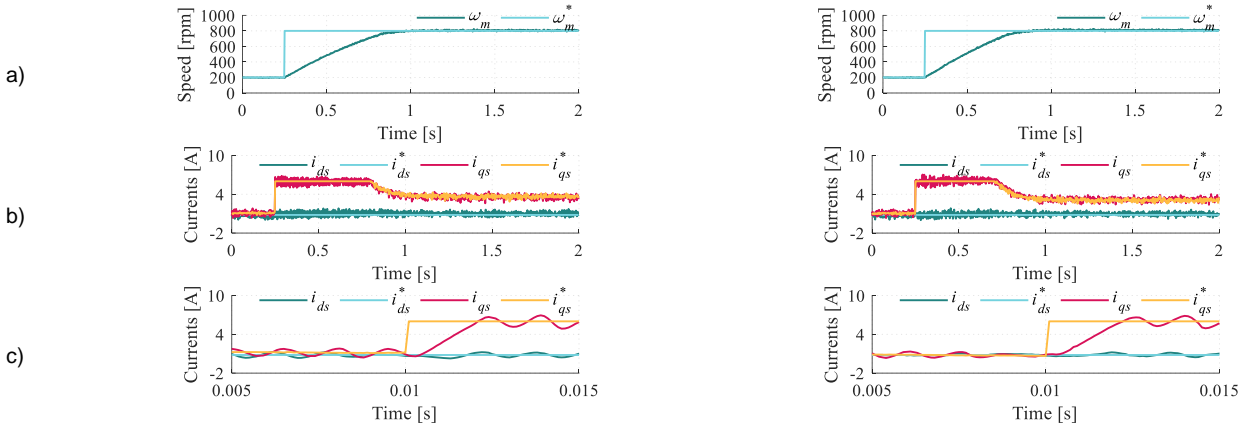 a)
Speed [rpm]
1000
800
600
400
200
0
ω_m
ω_m^*
0 0.5 1 1.5 2
Time [s]
Speed [rpm]
1000
800
600
400
200
0
ω_m
ω_m^*
0 0.5 1 1.5 2
Time [s]
b)
Currents [A]
10
4
-2
i_ds i_ds^* i_qs i_qs^*
0 0.5 1 1.5 2
Time [s]
Currents [A]
10
4
-2
i_ds i_ds^* i_qs i_qs^*
0 0.5 1 1.5 2
Time [s]
c)
Currents [A]
10
4
-2
i_ds i_ds^* i_qs i_qs^*
0.005 0.01 0.015
Time [s]
Currents [A]
10
4
-2
i_ds i_ds^* i_qs i_qs^*
0.005 0.01 0.015
Time [s]